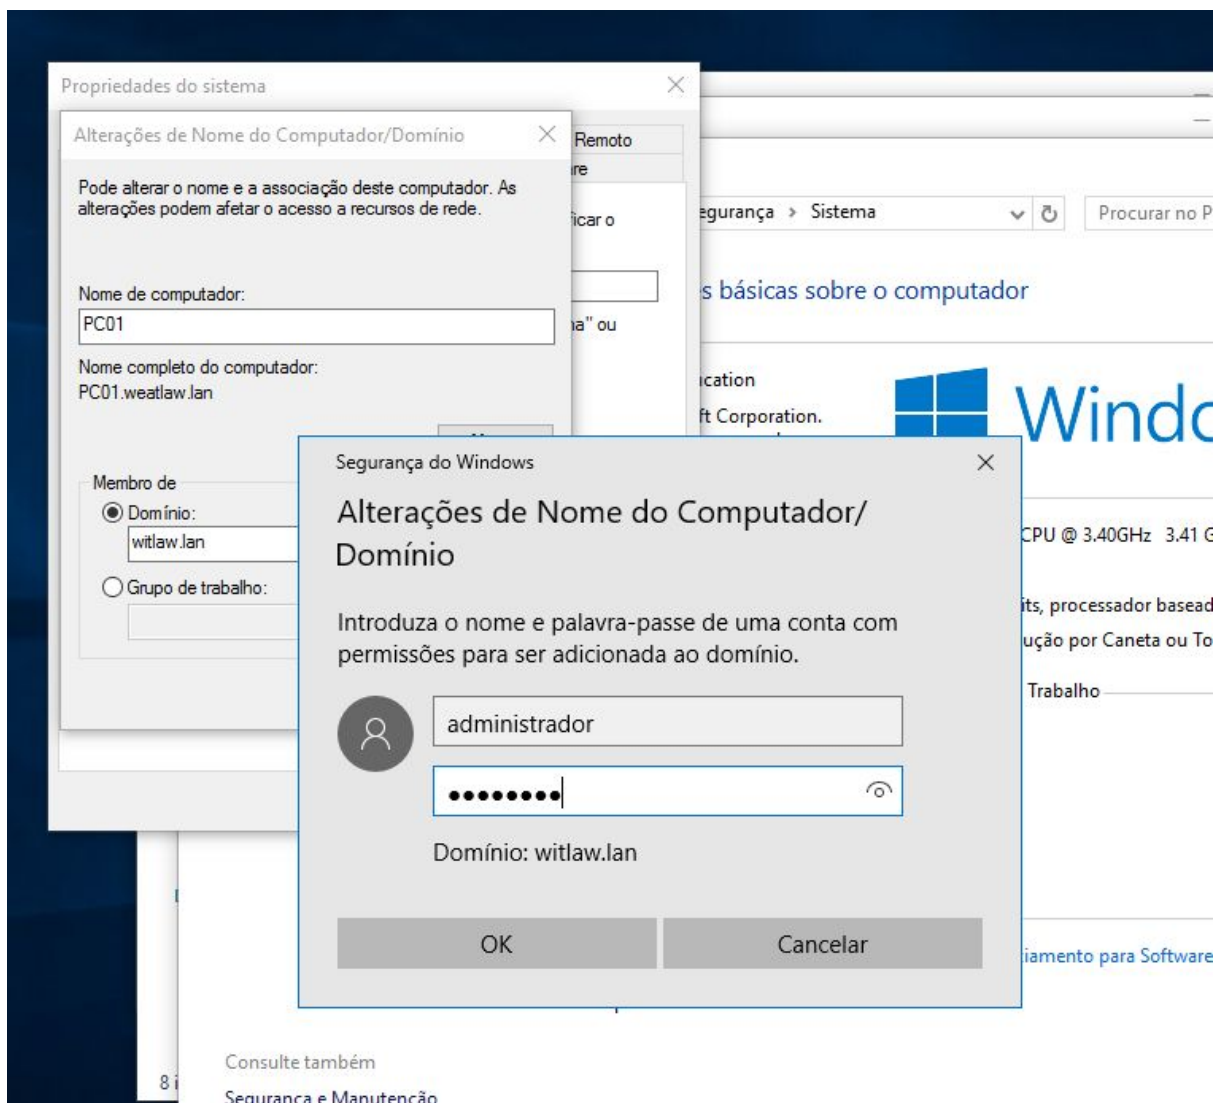 Propriedades do sistema
Alterações de Nome do Computador/Domínio
Remoto
Pode alterar o nome e a associação deste computador. As
alterações podem afetar o acesso a recursos de rede.
Nome de computador:
PC01
Nome completo do computador:
PC01.weatlaw.lan
Membro de
Domínio:
witlaw.lan
Grupo de trabalho:
ficar o
ou
egurança > Sistema
Procurar no P
s básicas sobre o computador
ication
ft Corporation.
Windo
CPU @ 3.40GHz 3.41 G
its, processador basead
ução por Caneta ou To
Trabalho
iamento para Software
Segurança do Windows
Alterações de Nome do Computador/
Domínio
Introduza o nome e palavra-passe de uma conta com
permissões para ser adicionada ao domínio.
administrador
●●●●●●●●
Domínio: witlaw.lan
OK
Cancelar
Consulte também
8 i
Segurança e Manutenção